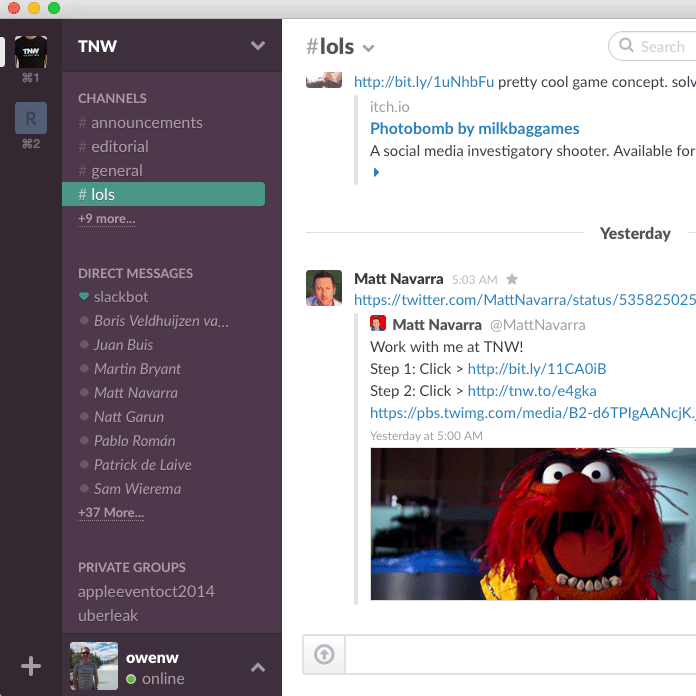 TNW
⌘1
R
⌘2
TNW
CHANNELS
# announcements
# editorial
# general
# lols
+9 more...
DIRECT MESSAGES
slackbot
Boris Veldhuijzen va...
Juan Buis
Martin Bryant
Matt Navarra
Natt Garun
Pablo Román
Patrick de Laive
Sam Wierema
+37 More...
PRIVATE GROUPS
appleeventoct2014
uberleak
owenw
online
#lols
Search
http://bit.ly/1uNhbFu pretty cool game concept. solv
itch.io
Photobomb by milkbaggames
A social media investigatory shooter. Available for
Yesterday
Matt Navarra 5:03 AM
https://twitter.com/MattNavarra/status/535825025
Matt Navarra @MattNavarra
Work with me at TNW!
Step 1: Click > http://bit.ly/11CA0iB
Step 2: Click > http://tnw.to/e4gka
https://pbs.twimg.com/media/B2-d6TPIgAANcjK.
Yesterday at 5:00 AM